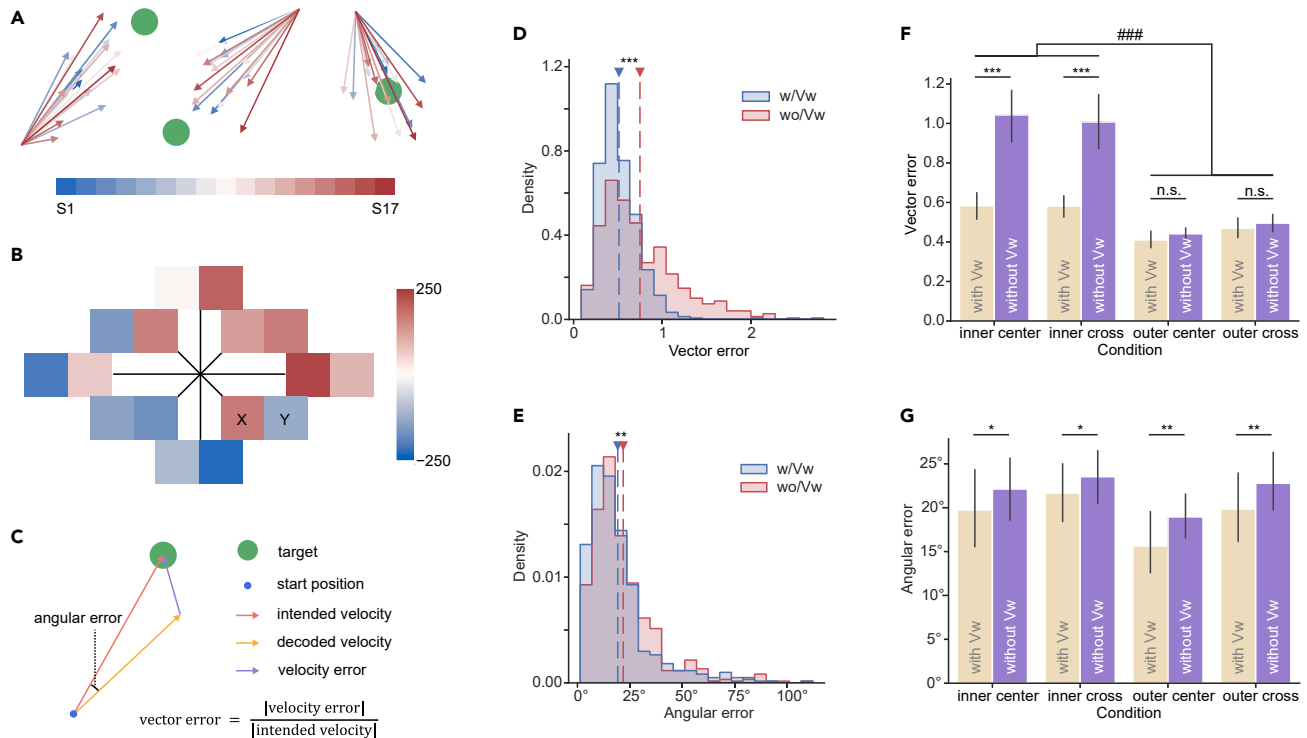 A
S1
S17
B
X
Y
250
−250
C
angular error
target
start position
intended velocity
decoded velocity
velocity error
vector error = |velocity error| / |intended velocity|
D
***
1.2
0.8
0.4
0.0
0
1
2
Density
Vector error
w/Vw
wo/Vw
E
**
0.02
0.01
0.00
0°
25°
50°
75°
100°
Density
Angular error
w/Vw
wo/Vw
F
###
***
***
n.s.
n.s.
1.2
1.0
0.8
0.6
0.4
0.2
0.0
Vector error
with Vw
without Vw
with Vw
without Vw
with Vw
without Vw
with Vw
without Vw
inner center
inner cross
outer center
outer cross
Condition
G
*
*
**
**
25°
20°
15°
10°
5°
0°
Angular error
with Vw
without Vw
with Vw
without Vw
with Vw
without Vw
with Vw
without Vw
inner center
inner cross
outer center
outer cross
Condition